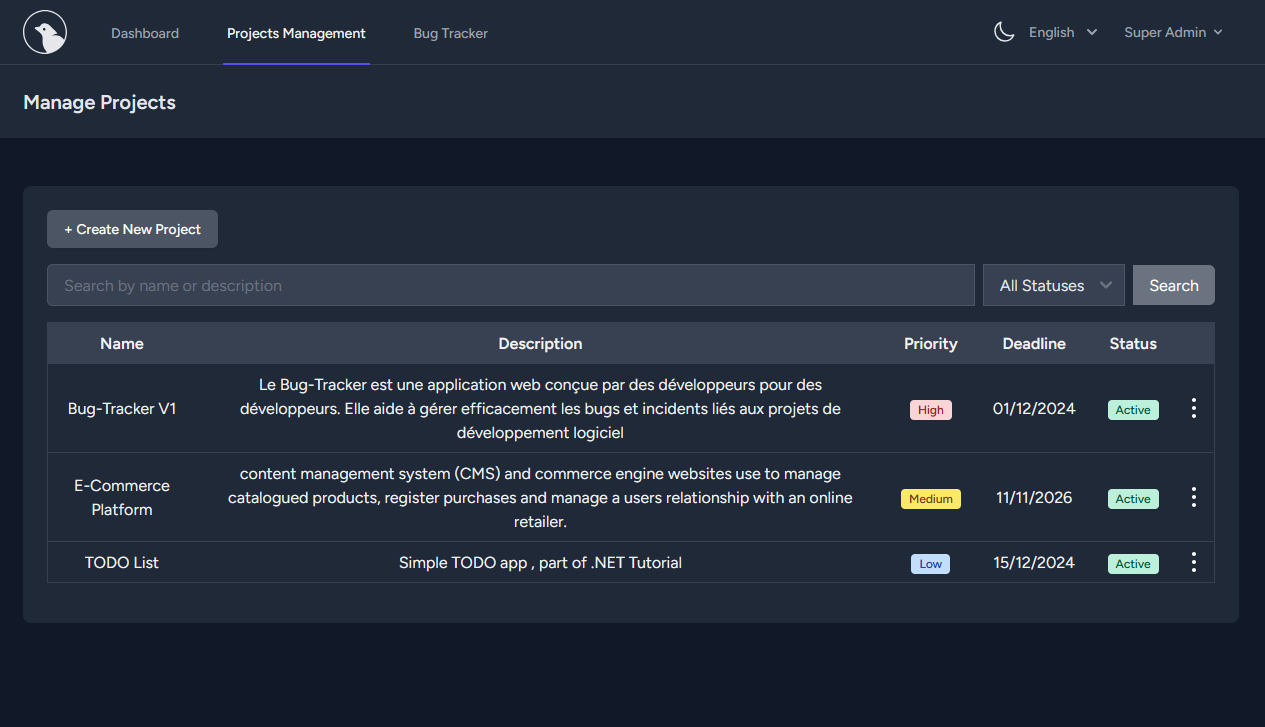 Dashboard
Projects Management
Bug Tracker
English
Super Admin
Manage Projects
+ Create New Project
Search by name or description
All Statuses
Search
Name Description Priority Deadline Status
Le Bug-Tracker est une application web conçue par des développeurs pour des
Bug-Tracker V1 développeurs. Elle aide à gérer efficacement les bugs et incidents liés aux projets de High 01/12/2024 Active
développement logiciel
content management system (CMS) and commerce engine websites use to manage
E-Commerce
Platform
catalogued products, register purchases and manage a users relationship with an online Medium 11/11/2026 Active
retailer.
TODO List Simple TODO app , part of .NET Tutorial Low 15/12/2024 Active